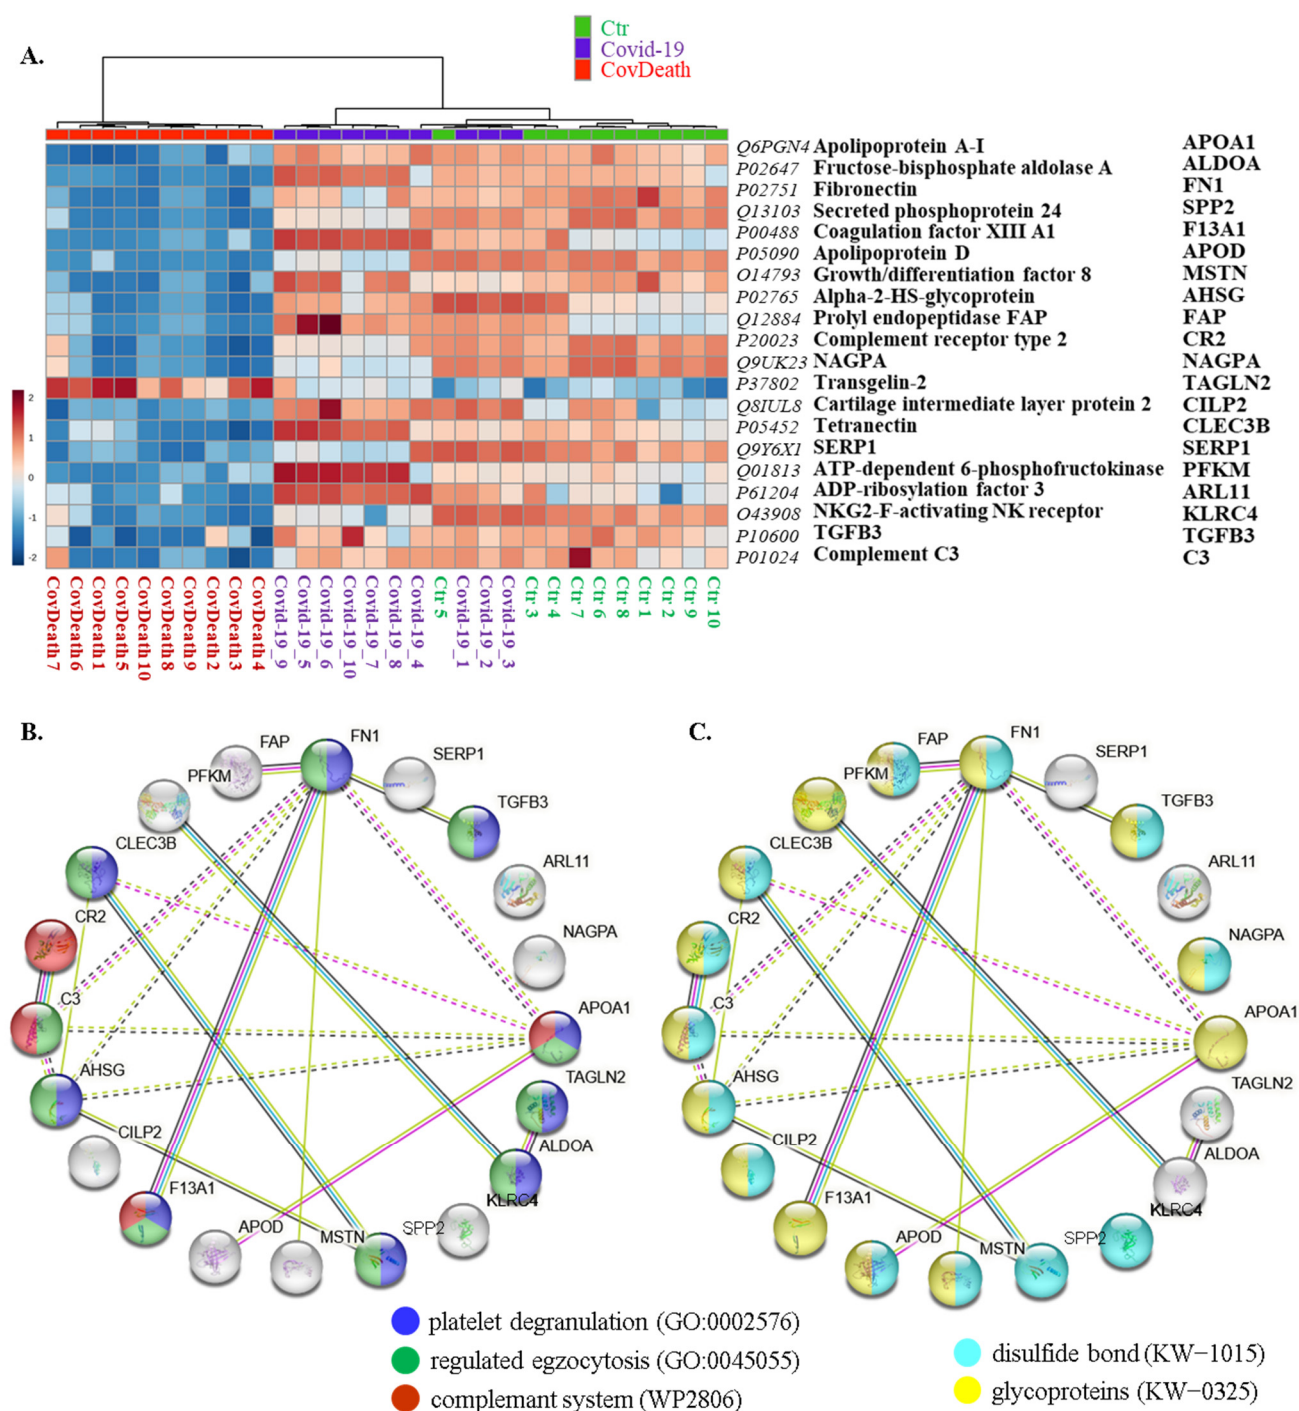 A.
Ctr
Covid-19
CovDeath
Q6PGN4 Apolipoprotein A-I APOA1
P02647 Fructose-bisphosphate aldolase A ALDOA
P02751 Fibronectin FN1
Q13103 Secreted phosphoprotein 24 SPP2
P00488 Coagulation factor XIII A1 F13A1
P05090 Apolipoprotein D APOD
O14793 Growth/differentiation factor 8 MSTN
P02765 Alpha-2-HS-glycoprotein AHSG
Q12884 Prolyl endopeptidase FAP FAP
P20023 Complement receptor type 2 CR2
Q9UK23 NAGPA NAGPA
P37802 Transgelin-2 TAGLN2
Q8IUL8 Cartilage intermediate layer protein 2 CILP2
P05452 Tetranectin CLEC3B
Q9Y6X1 SERP1 SERP1
Q01813 ATP-dependent 6-phosphofructokinase PFKM
P61204 ADP-ribosylation factor 3 ARL11
O43908 NKG2-F-activating NK receptor KLRC4
P10600 TGFB3 TGFB3
P01024 Complement C3 C3
2
1
0
-1
-2
CovDeath 7
CovDeath 6
CovDeath 1
CovDeath 5
CovDeath 10
CovDeath 8
CovDeath 9
CovDeath 2
CovDeath 3
CovDeath 4
Covid-19_9
Covid-19_5
Covid-19_6
Covid-19_10
Covid-19_7
Covid-19_8
Covid-19_4
Ctr 5
Covid-19_1
Covid-19_2
Covid-19_3
Ctr 3
Ctr 4
Ctr 7
Ctr 6
Ctr 8
Ctr 1
Ctr 2
Ctr 9
Ctr 10
B.
FAP
FN1
SERP1
PFKM
TGFB3
CLEC3B
ARL11
CR2
NAGPA
C3
APOA1
AHSG
TAGLN2
CILP2
ALDOA
F13A1
KLRC4
APOD
MSTN
SPP2
platelet degranulation (GO:0002576)
regulated egzocytosis (GO:0045055)
complemant system (WP2806)
C.
FAP
FN1
SERP1
PFKM
TGFB3
CLEC3B
ARL11
CR2
NAGPA
C3
APOA1
AHSG
TAGLN2
CILP2
ALDOA
F13A1
KLRC4
APOD
MSTN
SPP2
disulfide bond (KW−1015)
glycoproteins (KW−0325)